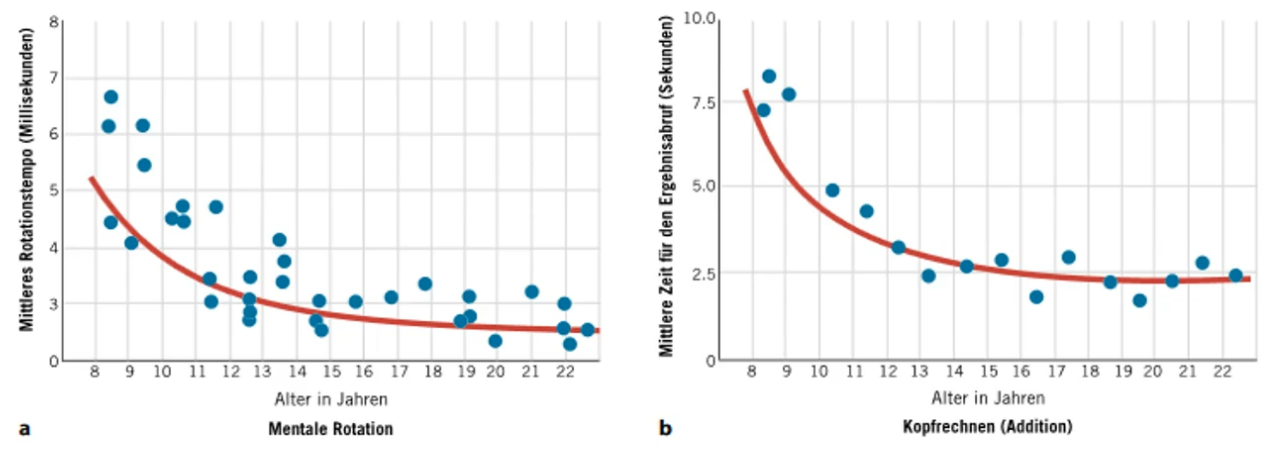 Mittleres Rotationstempo (Millisekunden)
8
7
6
5
4
3
0
8 9 10 11 12 13 14 15 16 17 18 19 20 21 22
Alter in Jahren
a Mentale Rotation
Mittlere Zeit für den Ergebnisabruf (Sekunden)
10.0
7.5
5.0
2.5
0
8 9 10 11 12 13 14 15 16 17 18 19 20 21 22
Alter in Jahren
b Kopfrechnen (Addition)